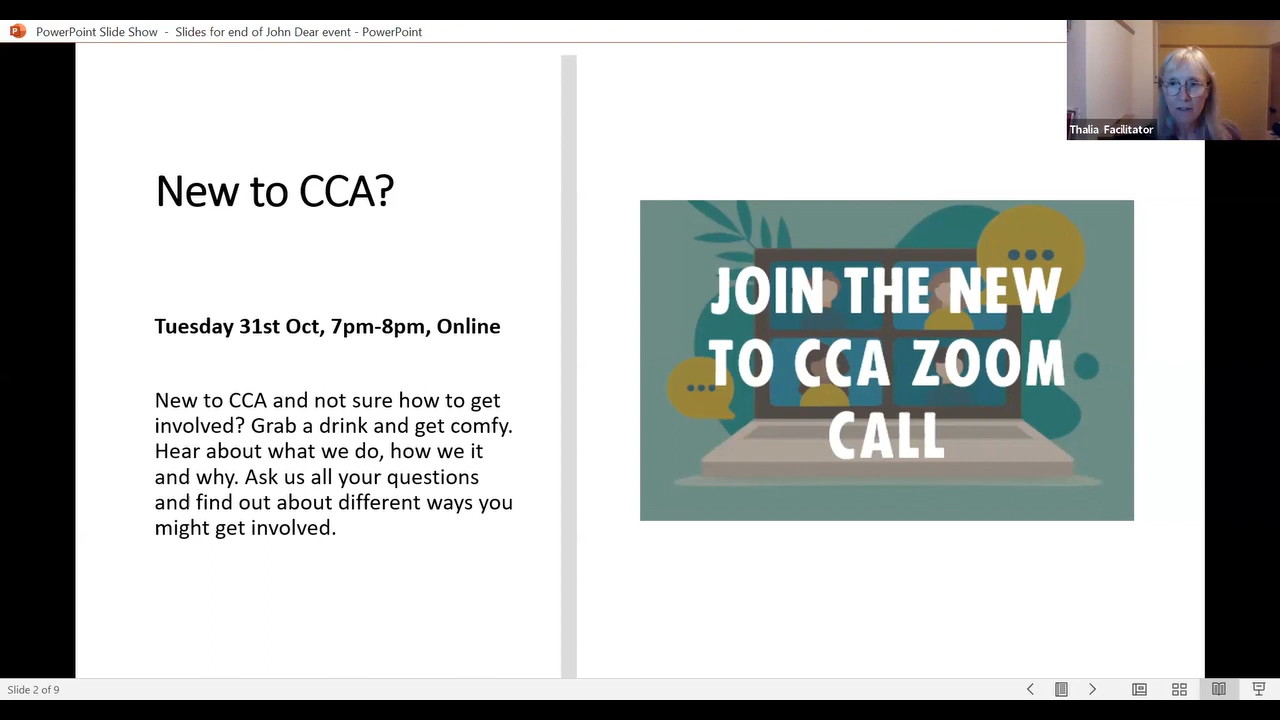 PowerPoint Slide Show - Slides for end of John Dear event - PowerPoint
Thalia Facilitator
New to CCA?
Tuesday 31st Oct, 7pm-8pm, Online
New to CCA and not sure how to get
involved? Grab a drink and get comfy.
Hear about what we do, how we it
and why. Ask us all your questions
and find out about different ways you
might get involved.
JOIN THE NEW
TO CCA ZOOM
CALL
Slide 2 of 9